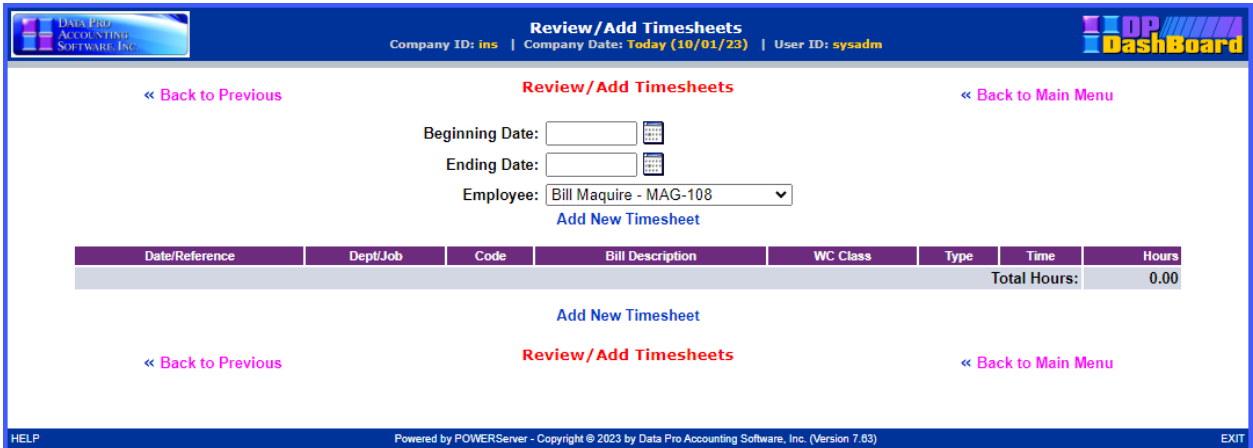 DATA PRO
ACCOUNTING
SOFTWARE, INC.
Review/Add Timesheets
Company ID: ins | Company Date: Today (10/01/23) | User ID: sysadm
DP
DashBoard
« Back to Previous
Review/Add Timesheets
« Back to Main Menu
Beginning Date:
Ending Date:
Employee: Bill Maquire - MAG-108
Add New Timesheet
Date/Reference Dept/Job Code Bill Description WC Class Type Time Hours
Total Hours: 0.00
Add New Timesheet
« Back to Previous
Review/Add Timesheets
« Back to Main Menu
HELP Powered by POWERServer - Copyright © 2023 by Data Pro Accounting Software, Inc. (Version 7.63) EXIT